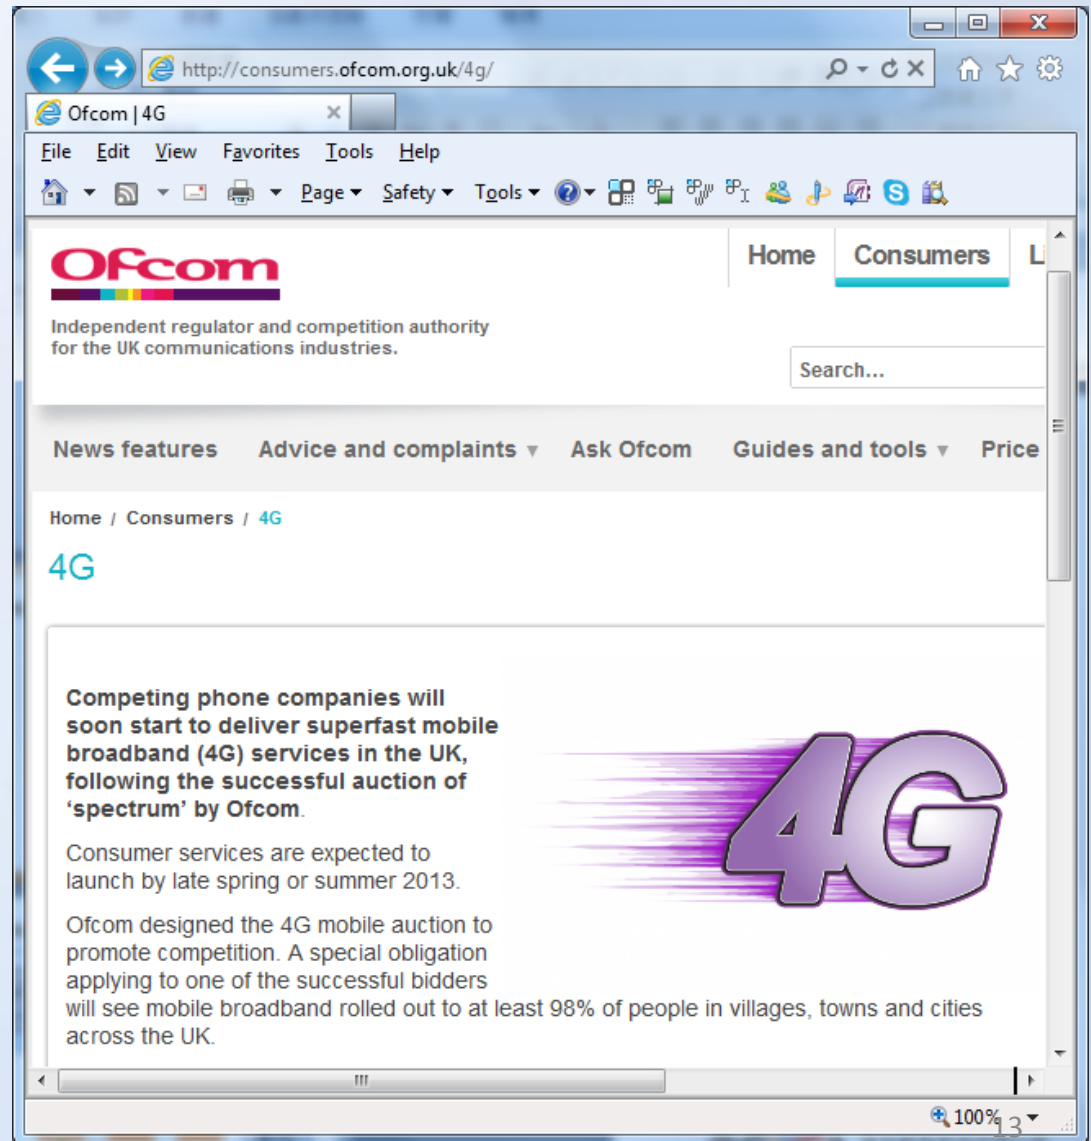 http://consumers.ofcom.org.uk/4g/
Ofcom | 4G
File Edit View Favorites Tools Help
Page Safety Tools
Ofcom
Home Consumers
Independent regulator and competition authority
for the UK communications industries.
Search...
News features Advice and complaints Ask Ofcom Guides and tools Price
Home / Consumers / 4G
4G
Competing phone companies will
soon start to deliver superfast mobile
broadband (4G) services in the UK,
following the successful auction of
‘spectrum’ by Ofcom.
4G
Consumer services are expected to
launch by late spring or summer 2013.
Ofcom designed the 4G mobile auction to
promote competition. A special obligation
applying to one of the successful bidders
will see mobile broadband rolled out to at least 98% of people in villages, towns and cities
across the UK.
100%
13